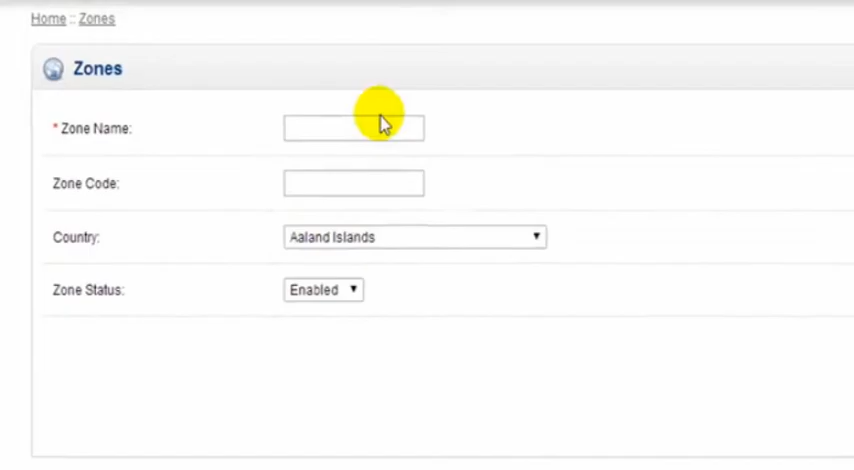 Home :: Zones
Zones
* Zone Name:
Zone Code:
Country: Aaland Islands
Zone Status: Enabled